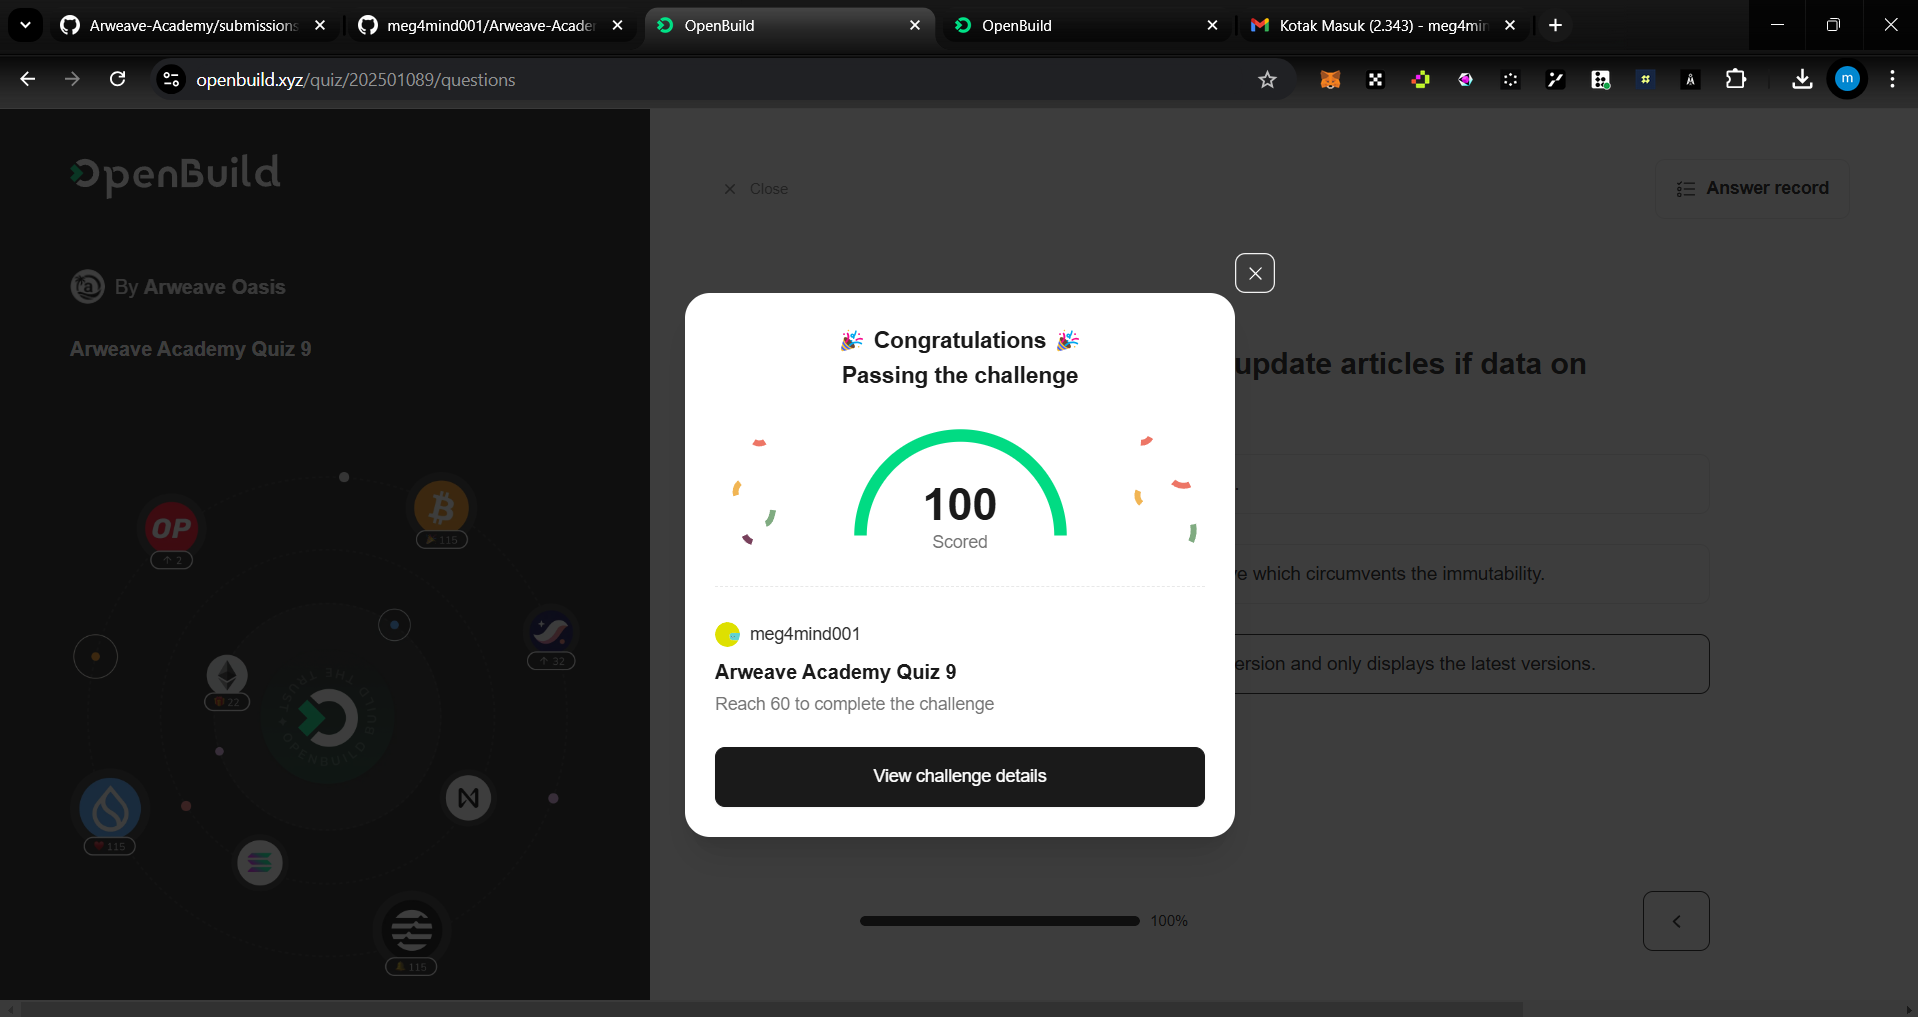 Arweave-Academy/submissions
meg4mind001/Arweave-Acader
OpenBuild
OpenBuild
Kotak Masuk (2.343) - meg4min
openbuild.xyz/quiz/202501089/questions
m
OpenBuild
By Arweave Oasis
Arweave Academy Quiz 9
OP
2
115
32
22
115
115
Close
Answer record
update articles if data on
e which circumvents the immutability.
ersion and only displays the latest versions.
Congratulations
Passing the challenge
100
Scored
meg4mind001
Arweave Academy Quiz 9
Reach 60 to complete the challenge
View challenge details
100%